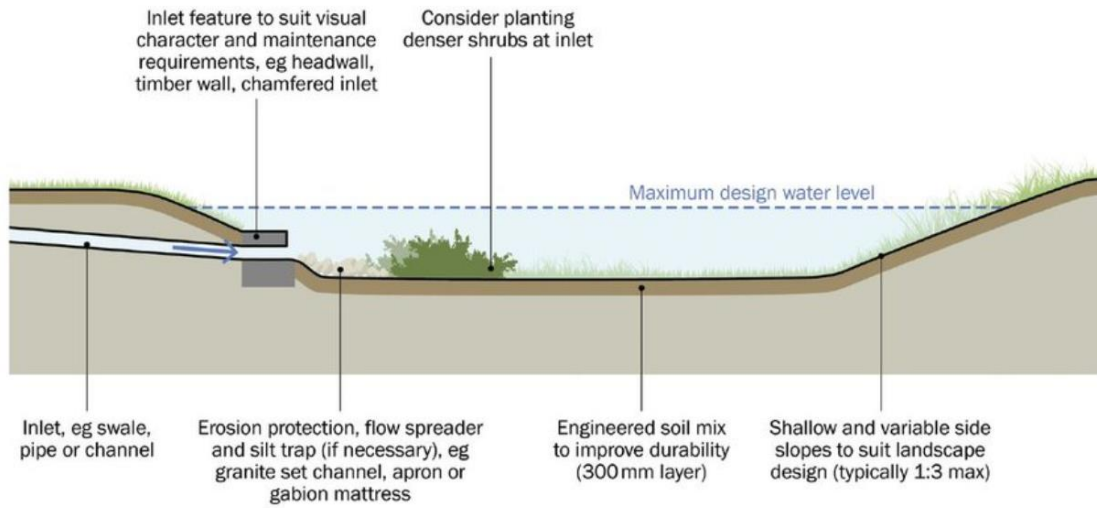 Inlet feature to suit visual
character and maintenance
requirements, eg headwall,
timber wall, chamfered inlet
Consider planting
denser shrubs at inlet
Maximum design water level
Inlet, eg swale,
pipe or channel
Erosion protection, flow spreader
and silt trap (if necessary), eg
granite set channel, apron or
gabion mattress
Engineered soil mix
to improve durability
(300 mm layer)
Shallow and variable side
slopes to suit landscape
design (typically 1:3 max)